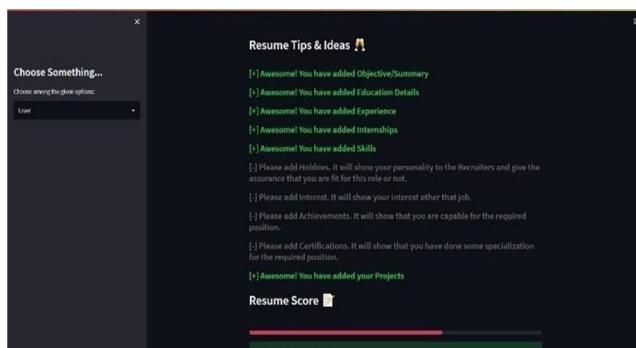 Resume Tips & Ideas
Choose Something...
Choose among the given options:
User
[+] Awesome! You have added Objective/Summary
[+] Awesome! You have added Education Details
[+] Awesome! You have added Experience
[+] Awesome! You have added Internships
[+] Awesome! You have added Skills
[-] Please add Hobbies. It will show your personality to the Recruiters and give the
assurance that you are fit for this role or not.
[-] Please add Interest. It will show your interest other that job.
[-] Please add Achievements. It will show that you are capable for the required
position.
[-] Please add Certifications. It will show that you have done some specialization
for the required position.
[+] Awesome! You have added your Projects
Resume Score